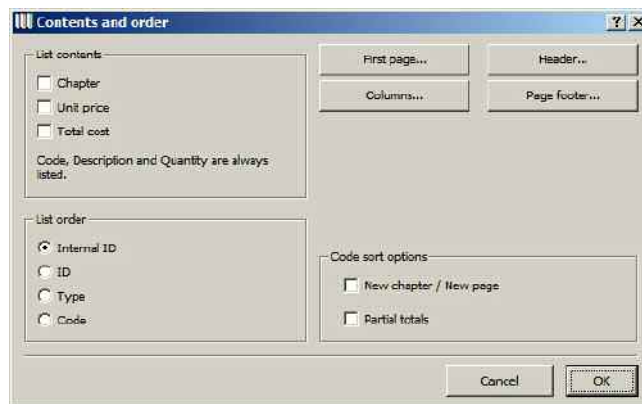 Contents and order
List contents
Chapter
Unit price
Total cost
Code, Description and Quantity are always
listed.
First page...
Header...
Columns...
Page footer...
List order
Internal ID
ID
Type
Code
Code sort options
New chapter / New page
Partial totals
Cancel
OK